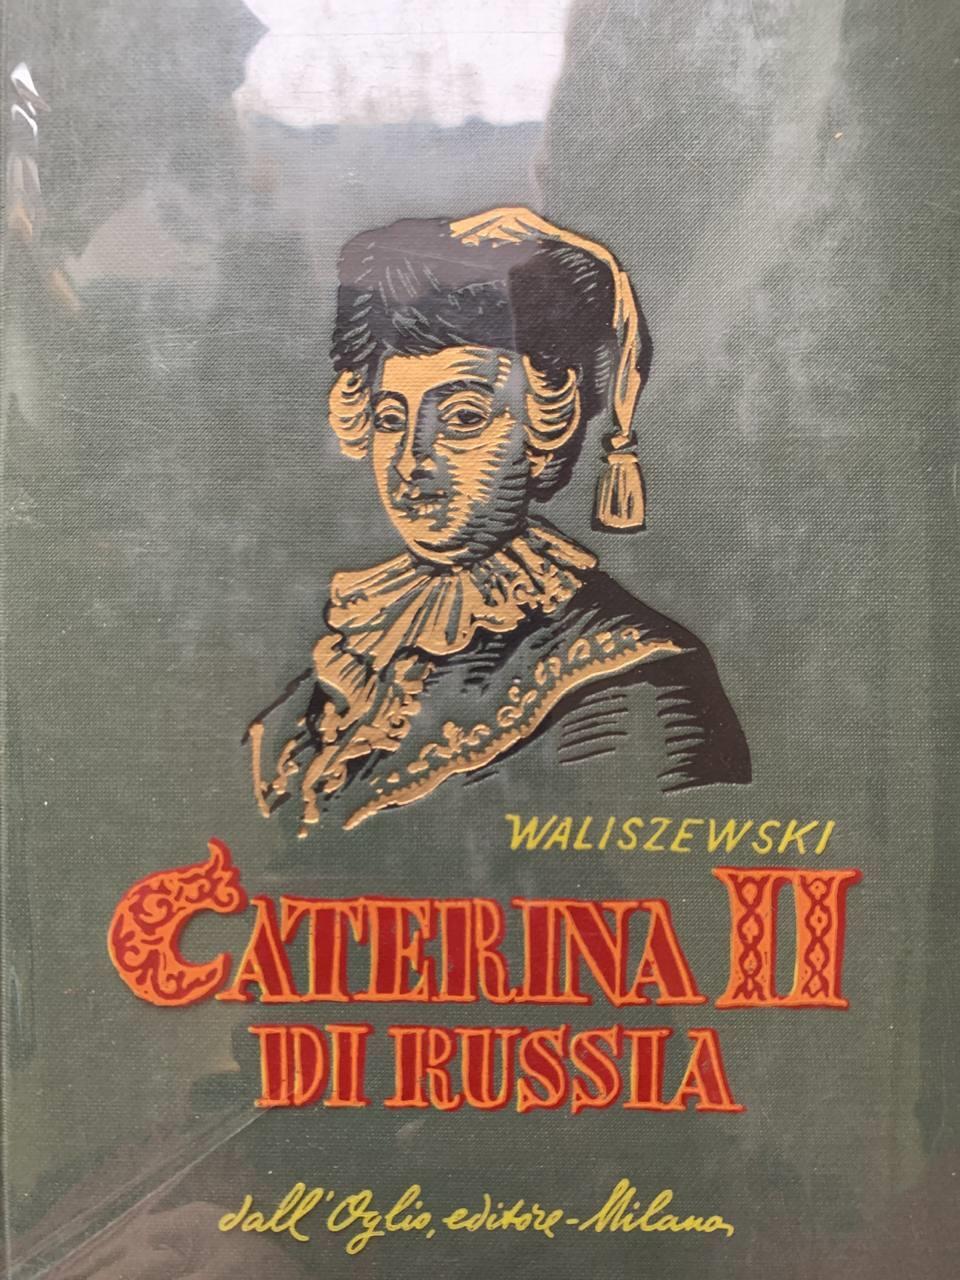 WALISZEWSKI
CATERINA II
DI RUSSIA
dall'Oglio, editore - Milano